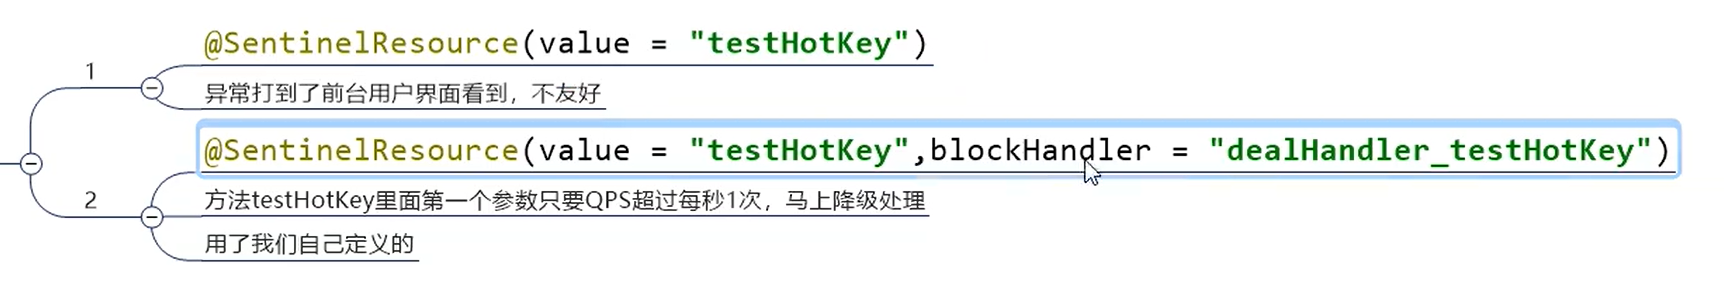 1
@SentinelResource(value = "testHotKey")
异常打到了前台用户界面看到，不友好
2
@SentinelResource(value = "testHotKey",blockHandler = "dealHandler_testHotKey")
方法testHotKey里面第一个参数只要QPS超过每秒1次，马上降级处理
用了我们自己定义的